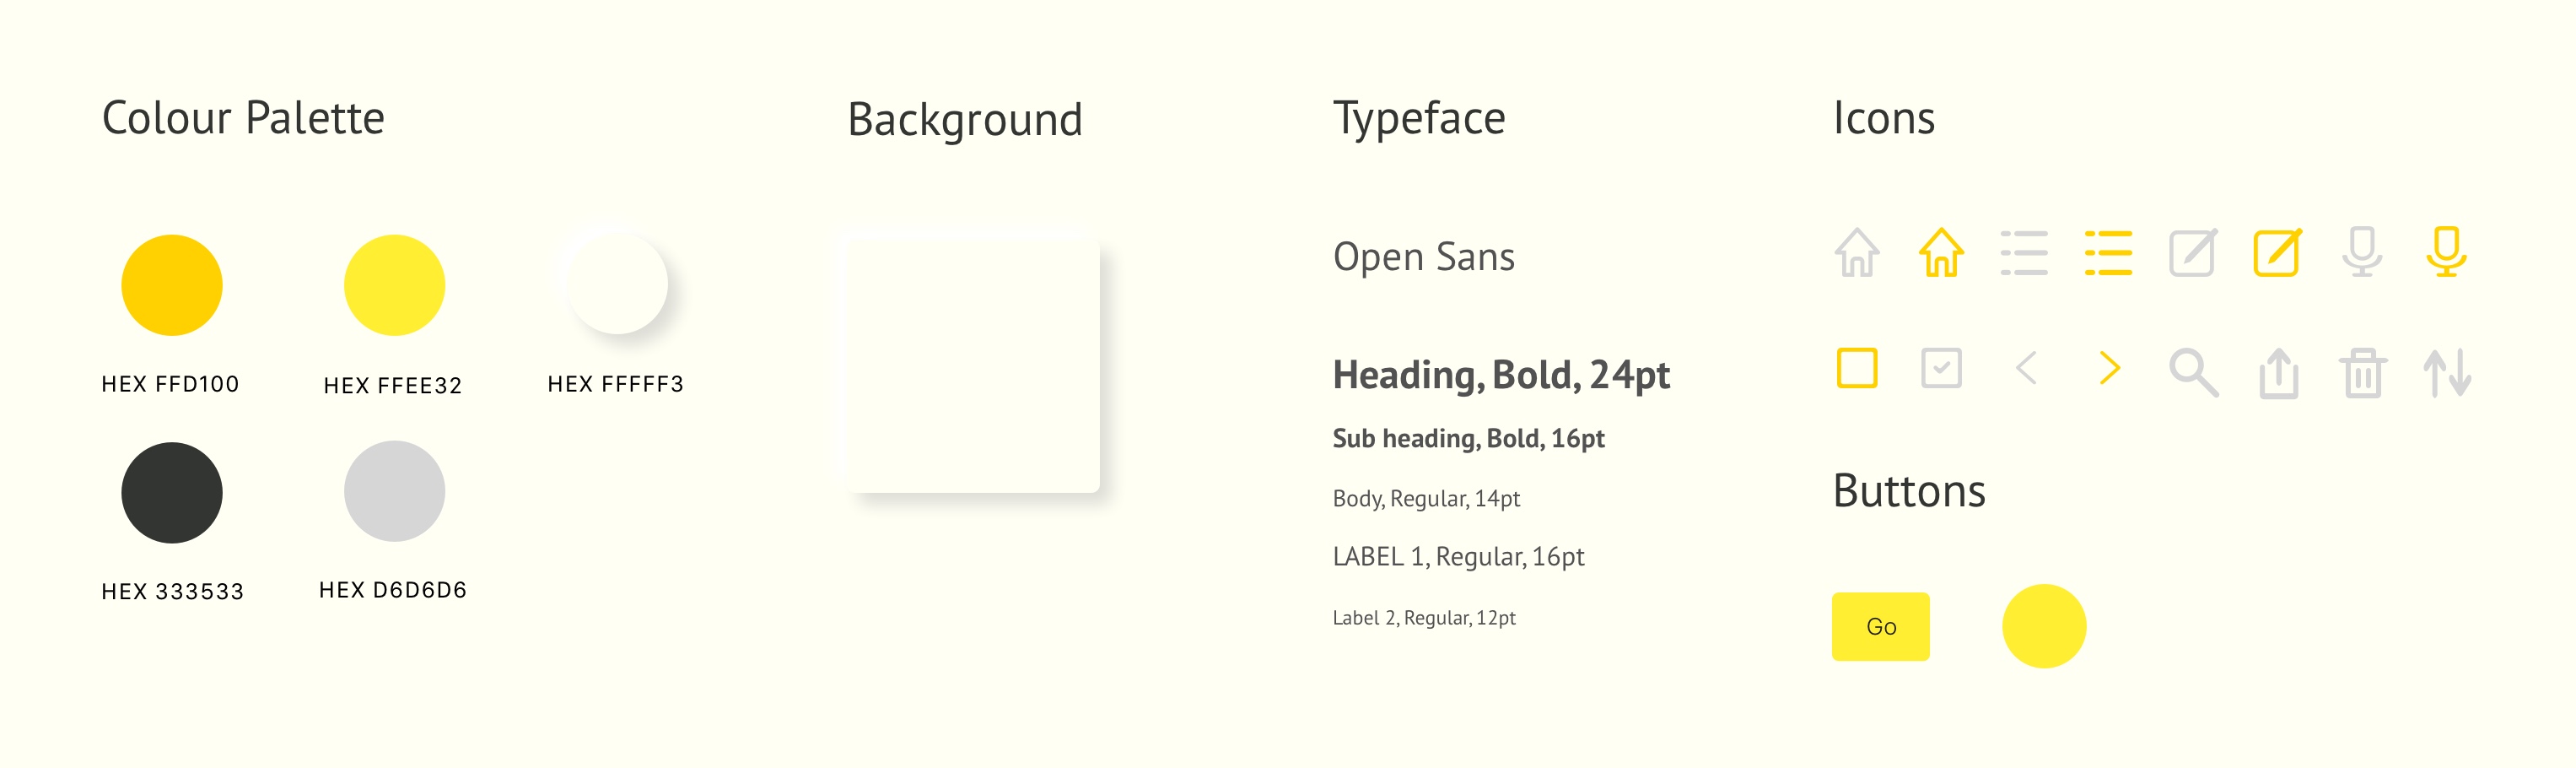 Colour Palette
HEX FFD100
HEX FFEE32
HEX FFFFF3
HEX 333533
HEX D6D6D6
Background
Typeface
Open Sans
Heading, Bold, 24pt
Sub heading, Bold, 16pt
Body, Regular, 14pt
LABEL 1, Regular, 16pt
Label 2, Regular, 12pt
Icons
Buttons
Go